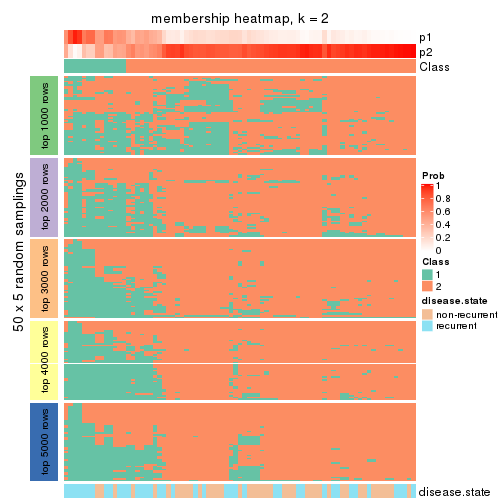 membership heatmap, k = 2
p1
p2
Class
50 x 5 random samplings
top 1000 rows
top 2000 rows
top 3000 rows
top 4000 rows
top 5000 rows
Prob
1
0.8
0.6
0.4
0.2
0
Class
1
2
disease.state
non-recurrent
recurrent
disease.state